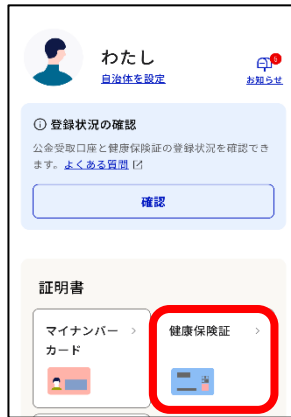 わたし
自治体を設定
5
お知らせ
登録状況の確認
公金受取口座と健康保険証の登録状況を確認でき
ます。よくある質問
確認
証明書
マイナンバー
カード
健康保険証